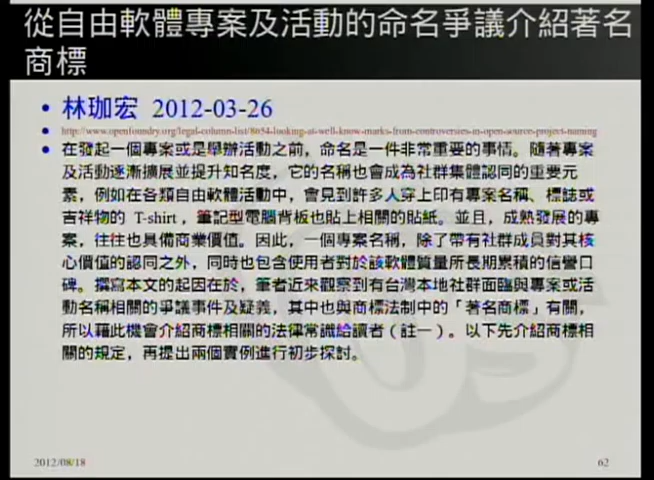 從自由軟體專案及活動的命名爭議介紹著名
商標
• 林珈宏 2012-03-26
• http://www.openfoundry.org/legal-column-list/8654-looking-at-well-know-marks-from-controversies-in-open-source-project-naming
• 在發起一個專案或是舉辦活動之前，命名是一件非常重要的事情。隨著專案
及活動逐漸擴展並提升知名度，它的名稱也會成為社群集體認同的重要元
素，例如在各類自由軟體活動中，會見到許多人穿上印有專案名稱、標誌或
吉祥物的 T-shirt，筆記型電腦背板也貼上相關的貼紙。並且，成熟發展的專
案，往往也具備商業價值。因此，一個專案名稱，除了帶有社群成員對其核
心價值的認同之外，同時也包含使用者對於該軟體質量所長期累積的信譽口
碑。撰寫本文的起因在於，筆者近來觀察到有台灣本地社群面臨與專案或活
動名稱相關的爭議事件及疑義，其中也與商標法制中的「著名商標」有關，
所以藉此機會介紹商標相關的法律常識給讀者（註一）。以下先介紹商標相
關的規定，再提出兩個實例進行初步探討。
2012/08/18
62